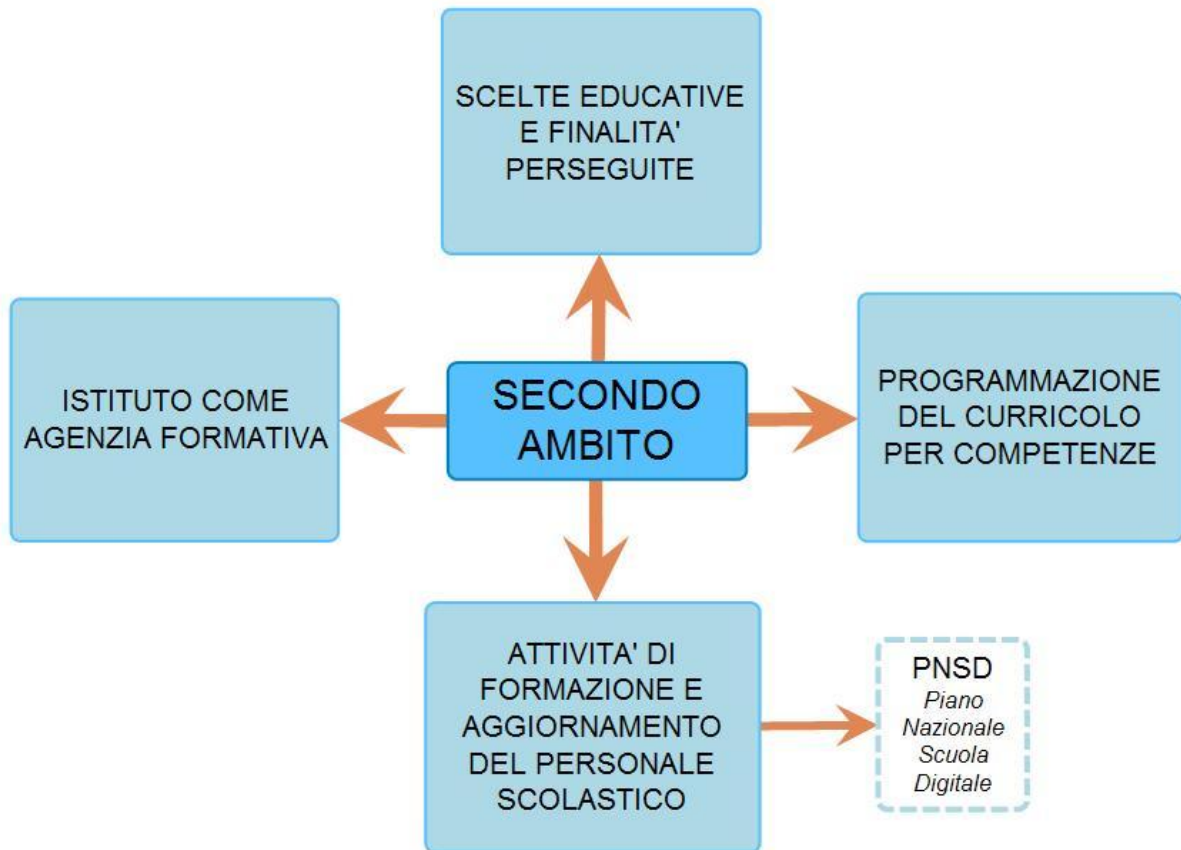 SCELTE EDUCATIVE
E FINALITA'
PERSEGUITE
ISTITUTO COME
AGENZIA FORMATIVA
SECONDO
AMBITO
PROGRAMMAZIONE
DEL CURRICOLO
PER COMPETENZE
ATTIVITA' DI
FORMAZIONE E
AGGIORNAMENTO
DEL PERSONALE
SCOLASTICO
PNSD
Piano
Nazionale
Scuola
Digitale